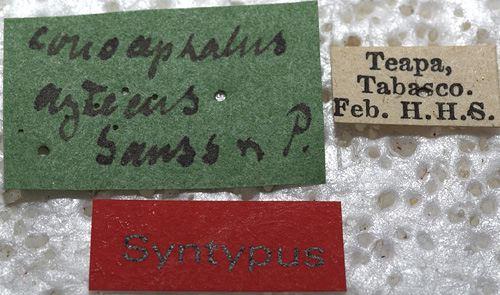 conocephalus
aztecus
Sauss n P.
Teapa,
Tabasco.
Feb. H.H.S.
Syntypus